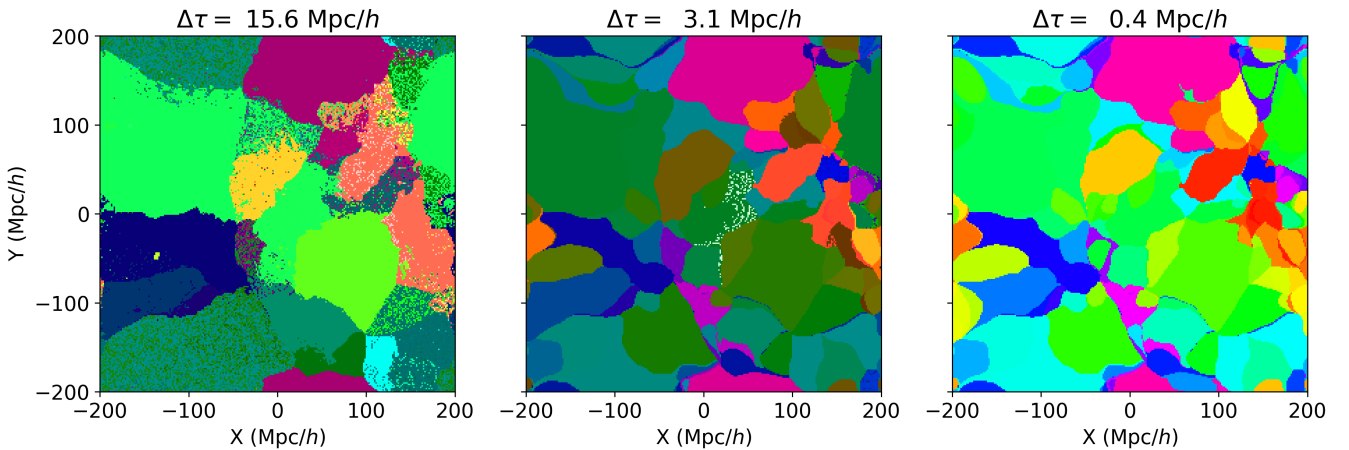 Δτ = 15.6 Mpc/h
Δτ = 3.1 Mpc/h
Δτ = 0.4 Mpc/h
Y (Mpc/h)
200
100
0
−100
−200
−200 −100 0 100 200
−200 −100 0 100 200
−200 −100 0 100 200
X (Mpc/h)
X (Mpc/h)
X (Mpc/h)